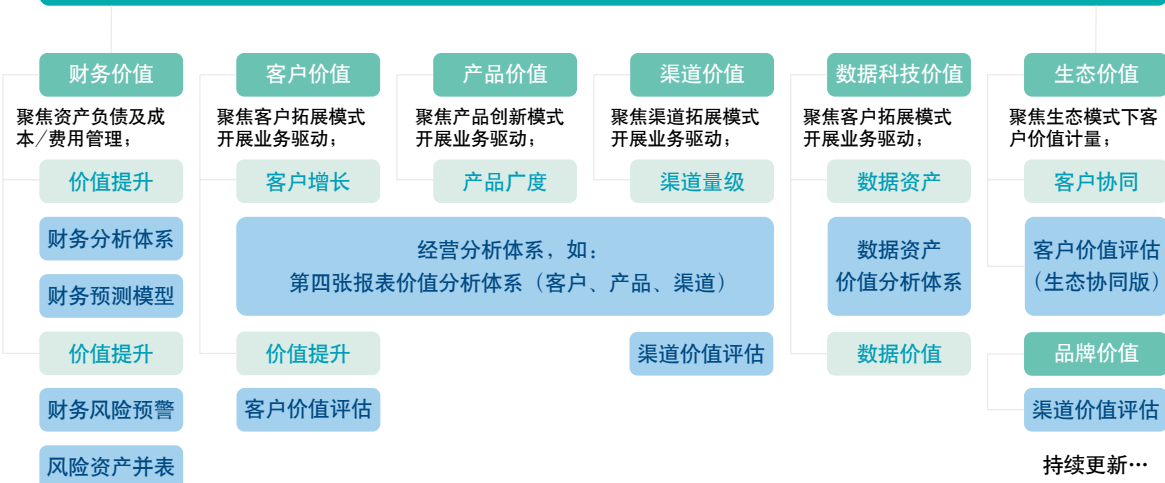 财务价值
聚焦资产负债及成
本/费用管理；
价值提升
财务分析体系
财务预测模型
价值提升
财务风险预警
风险资产并表
客户价值
聚焦客户拓展模式
开展业务驱动；
客户增长
产品价值
聚焦产品创新模式
开展业务驱动；
产品广度
渠道价值
聚焦渠道拓展模式
开展业务驱动；
渠道量级
经营分析体系，如：
第四张报表价值分析体系（客户、产品、渠道）
价值提升
客户价值评估
渠道价值评估
数据科技价值
聚焦客户拓展模式
开展业务驱动；
数据资产
数据资产
价值分析体系
数据价值
生态价值
聚焦生态模式下客
户价值计量；
客户协同
客户价值评估
（生态协同版）
品牌价值
渠道价值评估
持续更新…